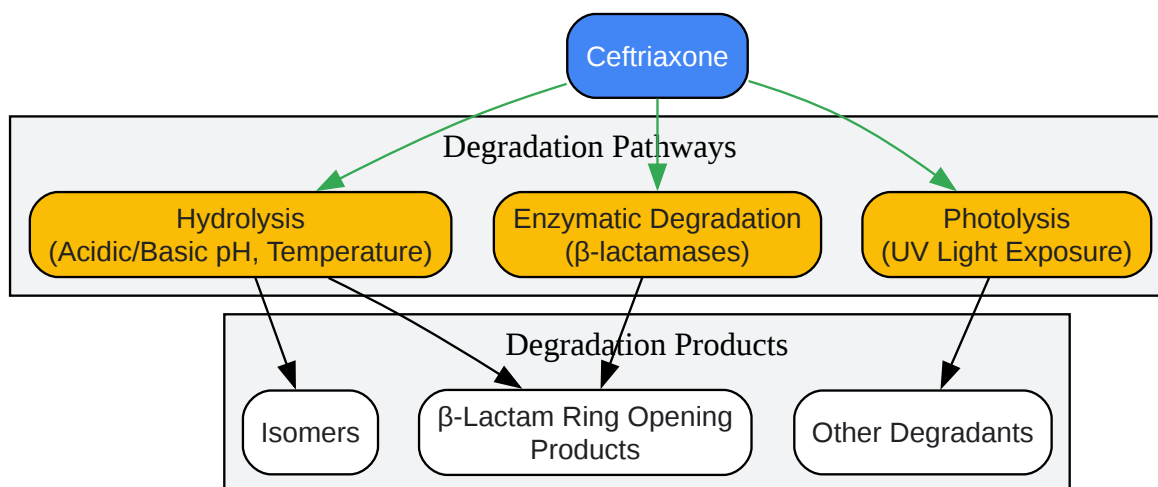 Ceftriaxone
Degradation Pathways
Hydrolysis
(Acidic/Basic pH, Temperature)
Enzymatic Degradation
(β-lactamases)
Photolysis
(UV Light Exposure)
Degradation Products
Isomers
β-Lactam Ring Opening
Products
Other Degradants